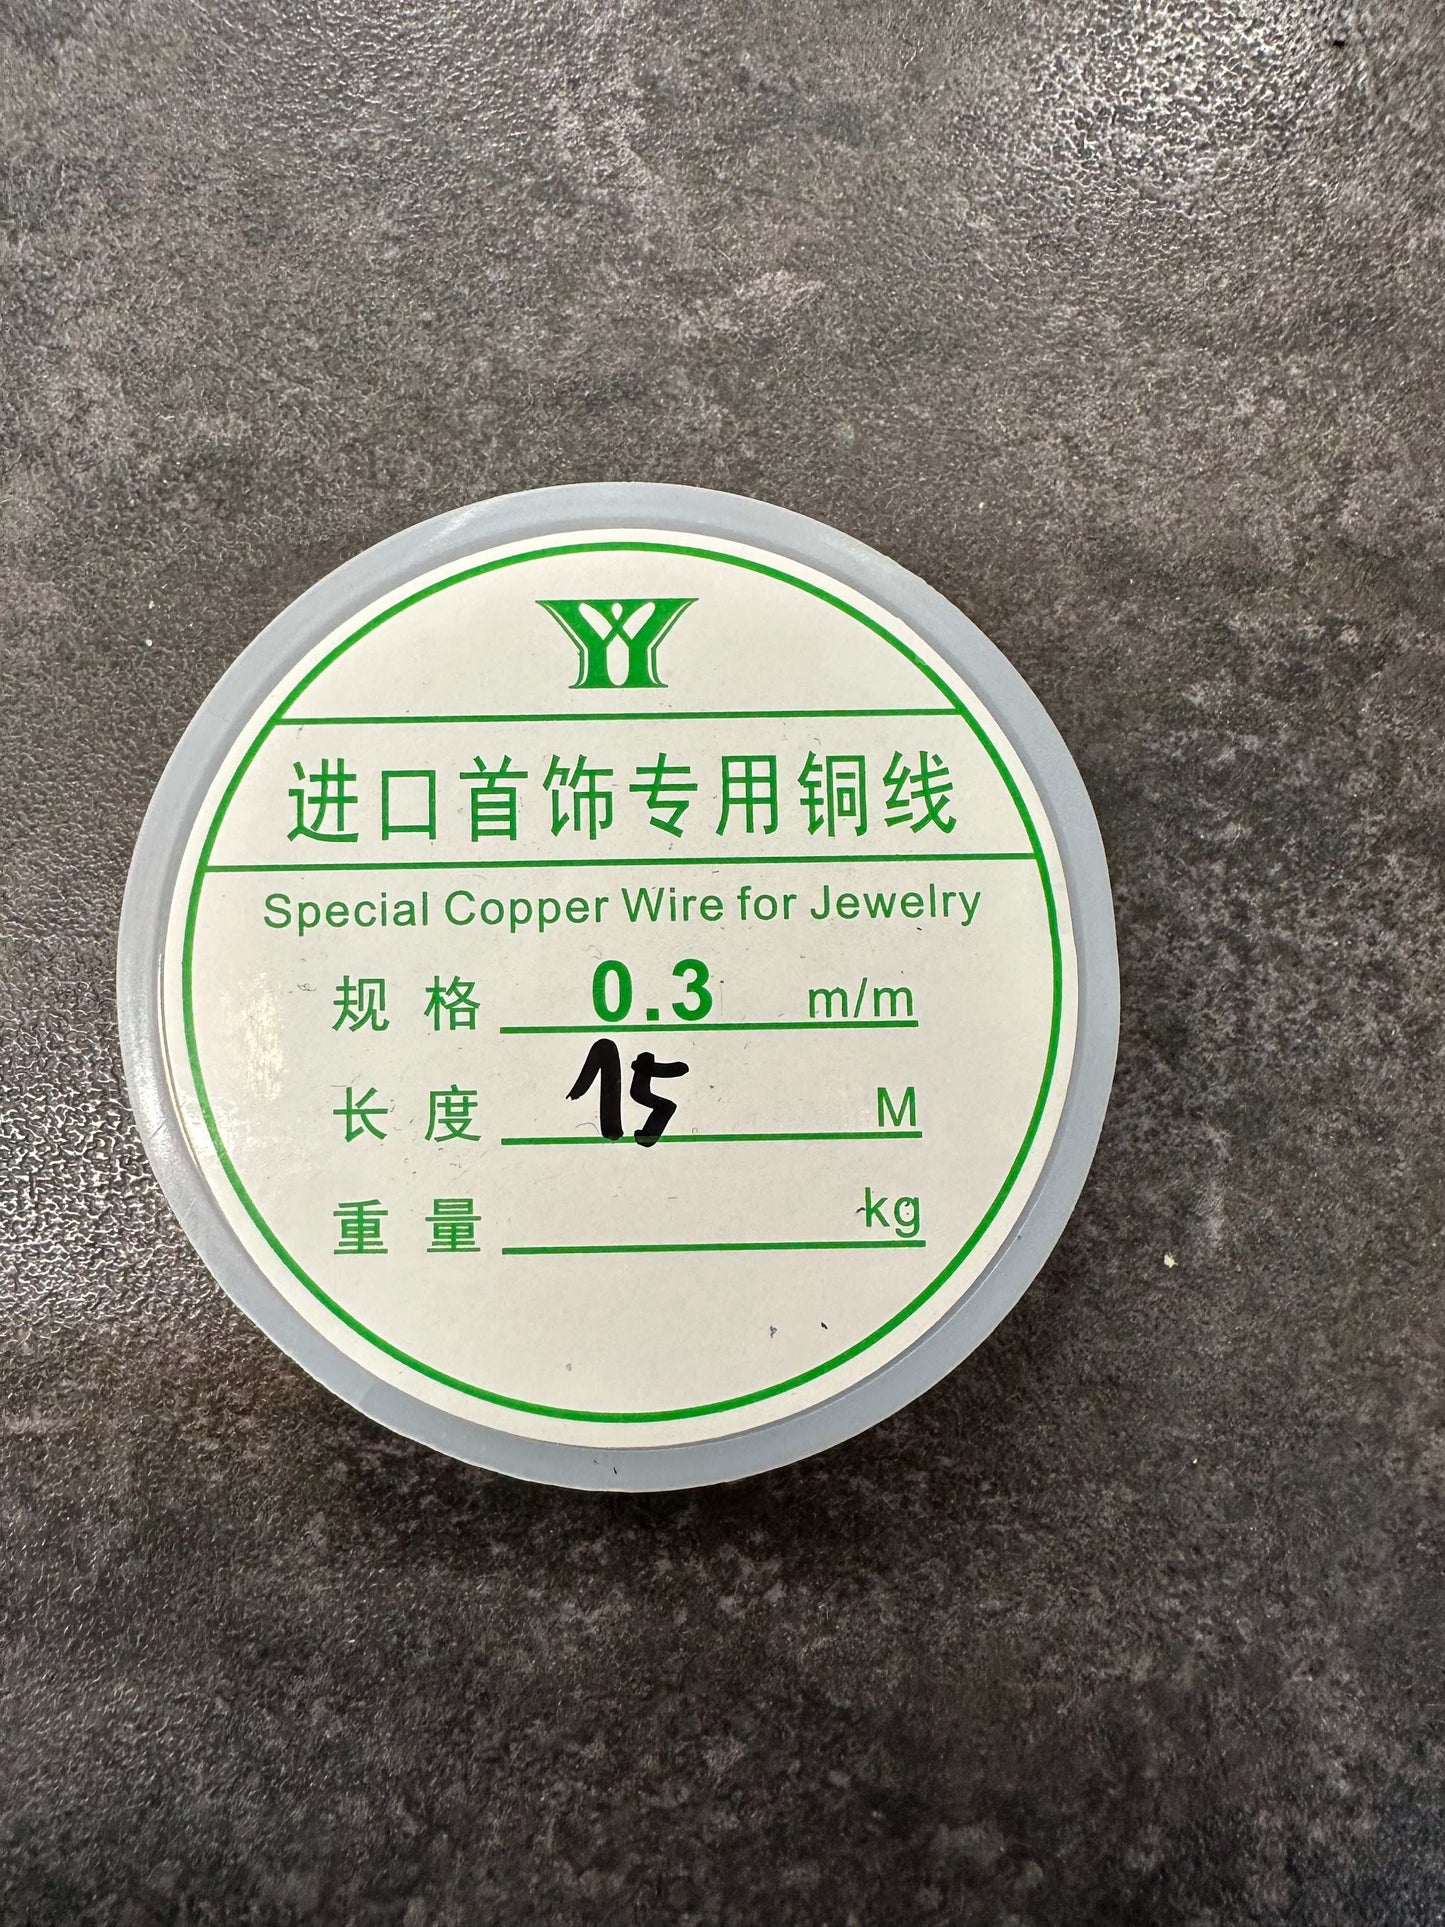 进口首饰专用铜线
Special Copper Wire for Jewelry
规 格 0.3 m/m
长 度 15 M
重 量 kg